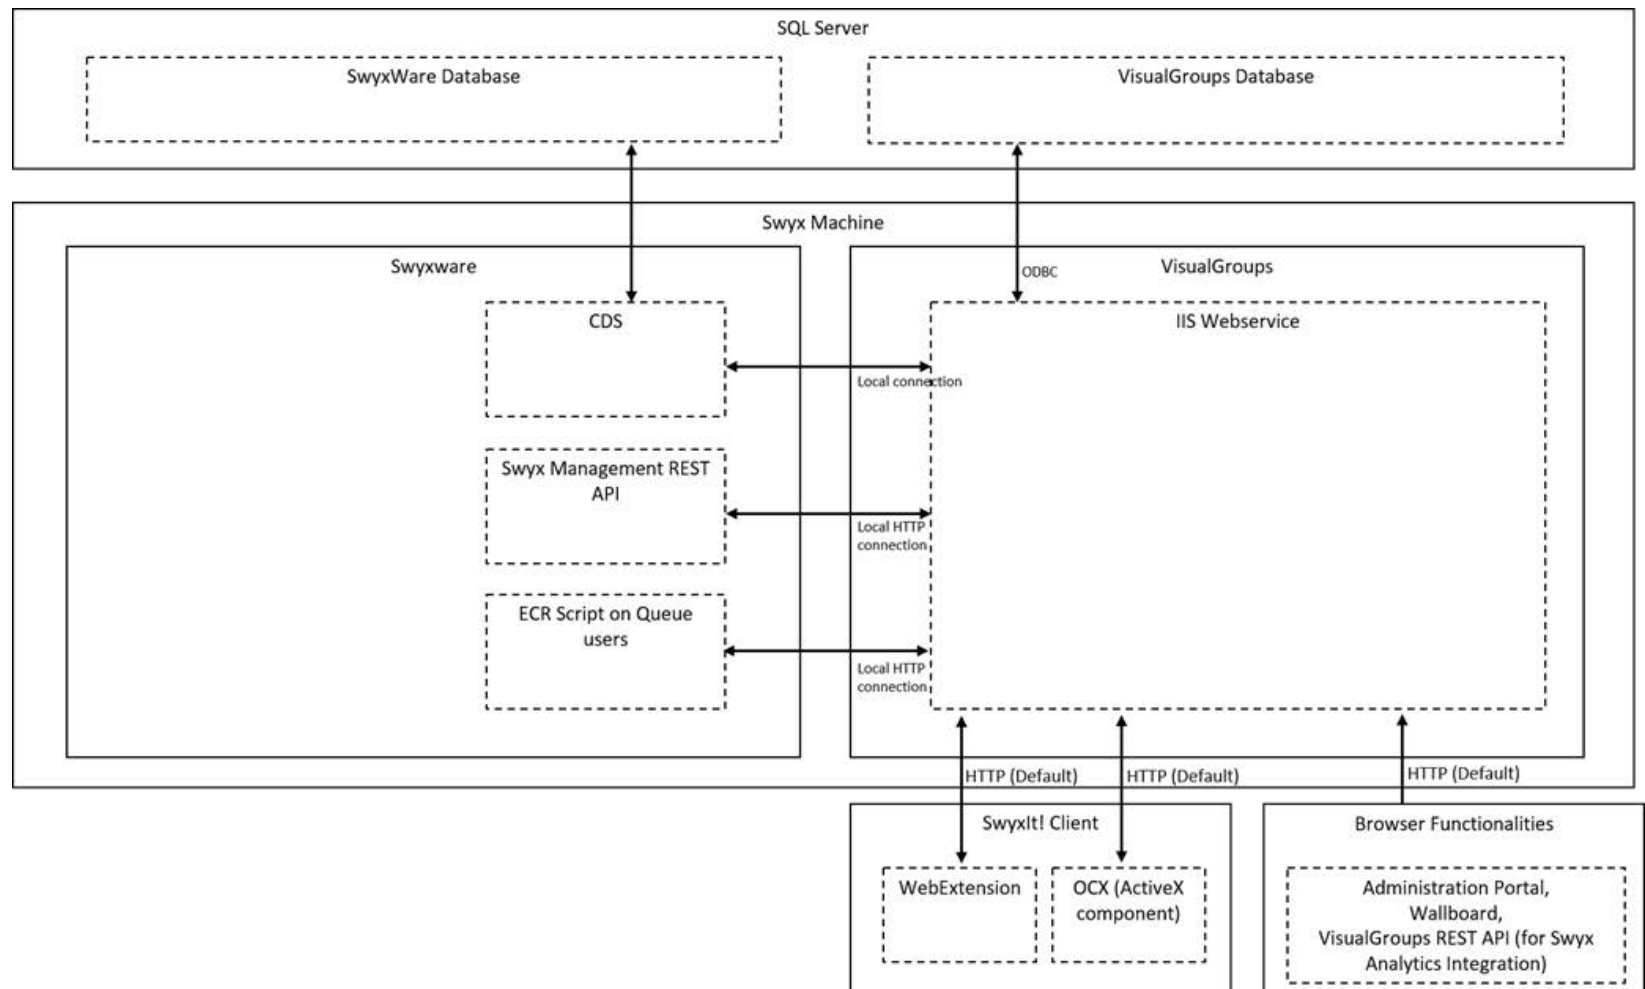 SQL Server
SwyxWare Database
VisualGroups Database
Swyx Machine
Swyxware
VisualGroups
ODBC
CDS
IIS Webservice
Local connection
Swyx Management REST
API
Local HTTP
connection
ECR Script on Queue
users
Local HTTP
connection
HTTP (Default)
HTTP (Default)
HTTP (Default)
SwyxIt! Client
Browser Functionalities
WebExtension
OCX (ActiveX
component)
Administration Portal,
Wallboard,
VisualGroups REST API (for Swyx
Analytics Integration)